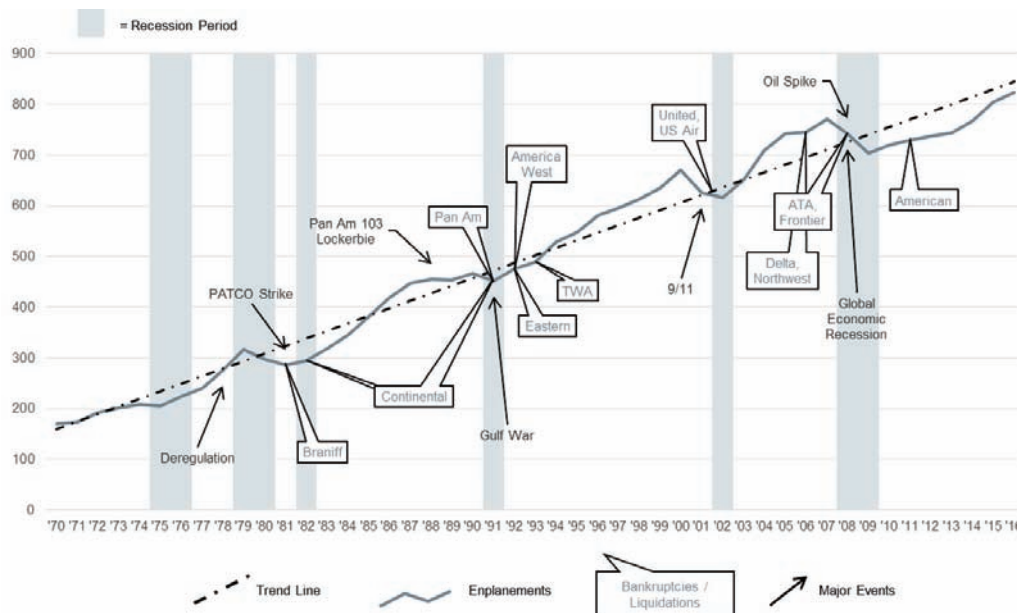 = Recession Period
900
800
700
600
500
400
300
200
100
0
Oil Spike
United,
US Air
America
West
Pan Am 103
Lockerbie
Pan Am
ATA,
Frontier
American
PATCO Strike
TWA
9/11
Delta,
Northwest
Eastern
Global
Economic
Recession
Continental
Gulf War
Deregulation
Braniff
'70 '71 '72 '73 '74 '75 '76 '77 '78 '79 '80 '81 '82 '83 '84 '85 '86 '87 '88 '89 '90 '91 '92 '93 '94 '95 '96 '97 '98 '99 '00 '01 '02 '03 '04 '05 '06 '07 '08 '09 '10 '11 '12 '13 '14 '15 '16
Trend Line
Enplanements
Bankruptcies /
Liquidations
Major Events